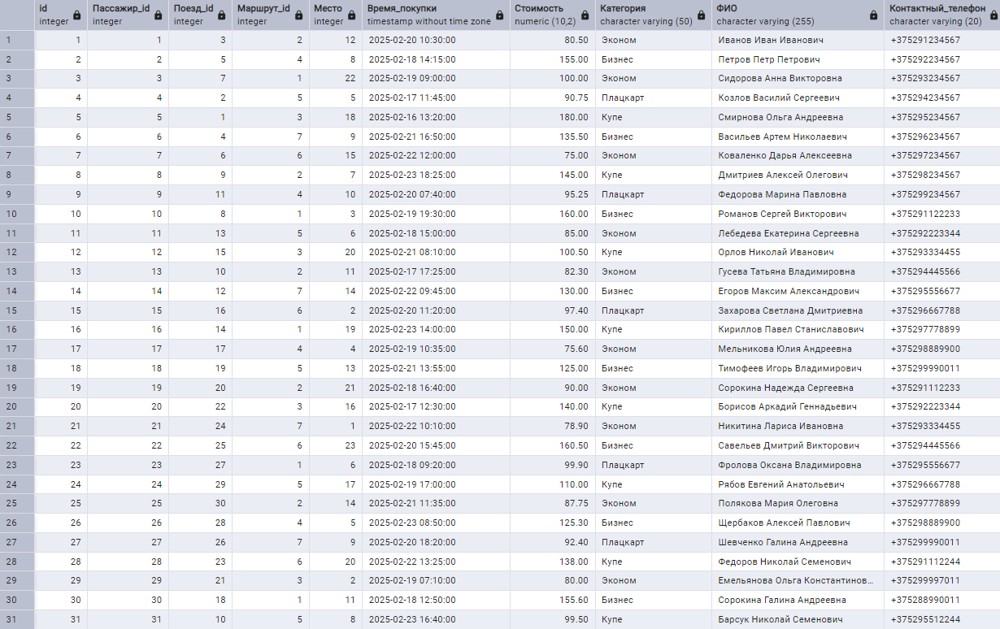 id Пассажир_id Поезд_id Маршрут_id Место Время_покупки Стоимость Категория ФИО Контактный_телефон
integer integer integer integer integer timestamp without time zone numeric (10,2) character varying (50) character varying (255) character varying (20)
1 1 1 3 2 12 2025-02-20 10:30:00 80.50 Эконом Иванов Иван Иванович +375291234567
2 2 2 5 4 8 2025-02-18 14:15:00 155.00 Бизнес Петров Петр Петрович +375292234567
3 3 3 7 1 22 2025-02-19 09:00:00 100.00 Эконом Сидорова Анна Викторовна +375293234567
4 4 4 2 5 5 2025-02-17 11:45:00 90.75 Плацкарт Козлов Василий Сергеевич +375294234567
5 5 5 1 3 18 2025-02-16 13:20:00 180.00 Купе Смирнова Ольга Андреевна +375295234567
6 6 6 4 7 9 2025-02-21 16:50:00 135.50 Бизнес Васильев Артем Николаевич +375296234567
7 7 7 6 6 15 2025-02-22 12:00:00 75.00 Эконом Коваленко Дарья Алексеевна +375297234567
8 8 8 9 2 7 2025-02-23 18:25:00 145.00 Купе Дмитриев Алексей Олегович +375298234567
9 9 9 11 4 10 2025-02-20 07:40:00 95.25 Плацкарт Федорова Марина Павловна +375299234567
10 10 10 8 1 3 2025-02-19 19:30:00 160.00 Бизнес Романов Сергей Викторович +375291122233
11 11 11 13 5 6 2025-02-18 15:00:00 85.00 Эконом Лебедева Екатерина Сергеевна +375292223344
12 12 12 15 3 20 2025-02-21 08:10:00 100.50 Купе Орлов Николай Иванович +375293334455
13 13 13 10 2 11 2025-02-17 17:25:00 82.30 Эконом Гусева Татьяна Владимировна +375294445566
14 14 14 12 7 14 2025-02-22 09:45:00 130.00 Бизнес Егоров Максим Александрович +375295556677
15 15 15 16 6 2 2025-02-20 11:20:00 97.40 Плацкарт Захарова Светлана Дмитриевна +375296667788
16 16 16 14 1 19 2025-02-23 14:00:00 150.00 Купе Кириллов Павел Станиславович +375297778899
17 17 17 17 4 4 2025-02-19 10:35:00 75.60 Эконом Мельникова Юлия Андреевна +375298889900
18 18 18 19 5 13 2025-02-21 13:55:00 125.00 Бизнес Тимофеев Игорь Владимирович +375299990011
19 19 19 20 2 21 2025-02-18 16:40:00 90.00 Эконом Сорокина Надежда Сергеевна +375291112233
20 20 20 22 3 16 2025-02-17 12:30:00 140.00 Купе Борисов Аркадий Геннадьевич +375292223344
21 21 21 24 7 1 2025-02-22 10:10:00 78.90 Эконом Никитина Лариса Ивановна +375293334455
22 22 22 25 6 23 2025-02-20 15:45:00 160.50 Бизнес Савельев Дмитрий Викторович +375294445566
23 23 23 27 1 6 2025-02-18 09:20:00 99.90 Плацкарт Фролова Оксана Владимировна +375295556677
24 24 24 29 5 17 2025-02-19 17:00:00 110.00 Купе Рябов Евгений Анатольевич +375296667788
25 25 25 30 2 14 2025-02-21 11:35:00 87.75 Эконом Полякова Мария Олеговна +375297778899
26 26 26 28 4 5 2025-02-23 08:50:00 125.30 Бизнес Щербаков Алексей Павлович +375298889900
27 27 27 26 7 9 2025-02-20 18:20:00 92.40 Плацкарт Шевченко Галина Андреевна +375299990011
28 28 28 23 6 20 2025-02-22 13:25:00 138.00 Купе Федоров Николай Семенович +375291112244
29 29 29 21 3 2 2025-02-19 07:10:00 80.00 Эконом Емельянова Ольга Константинов... +375299997011
30 30 30 18 1 11 2025-02-18 12:50:00 155.60 Бизнес Сорокина Галина Андреевна +375288990011
31 31 31 10 5 8 2025-02-23 16:40:00 99.50 Купе Барсук Николай Семенович +375295512244